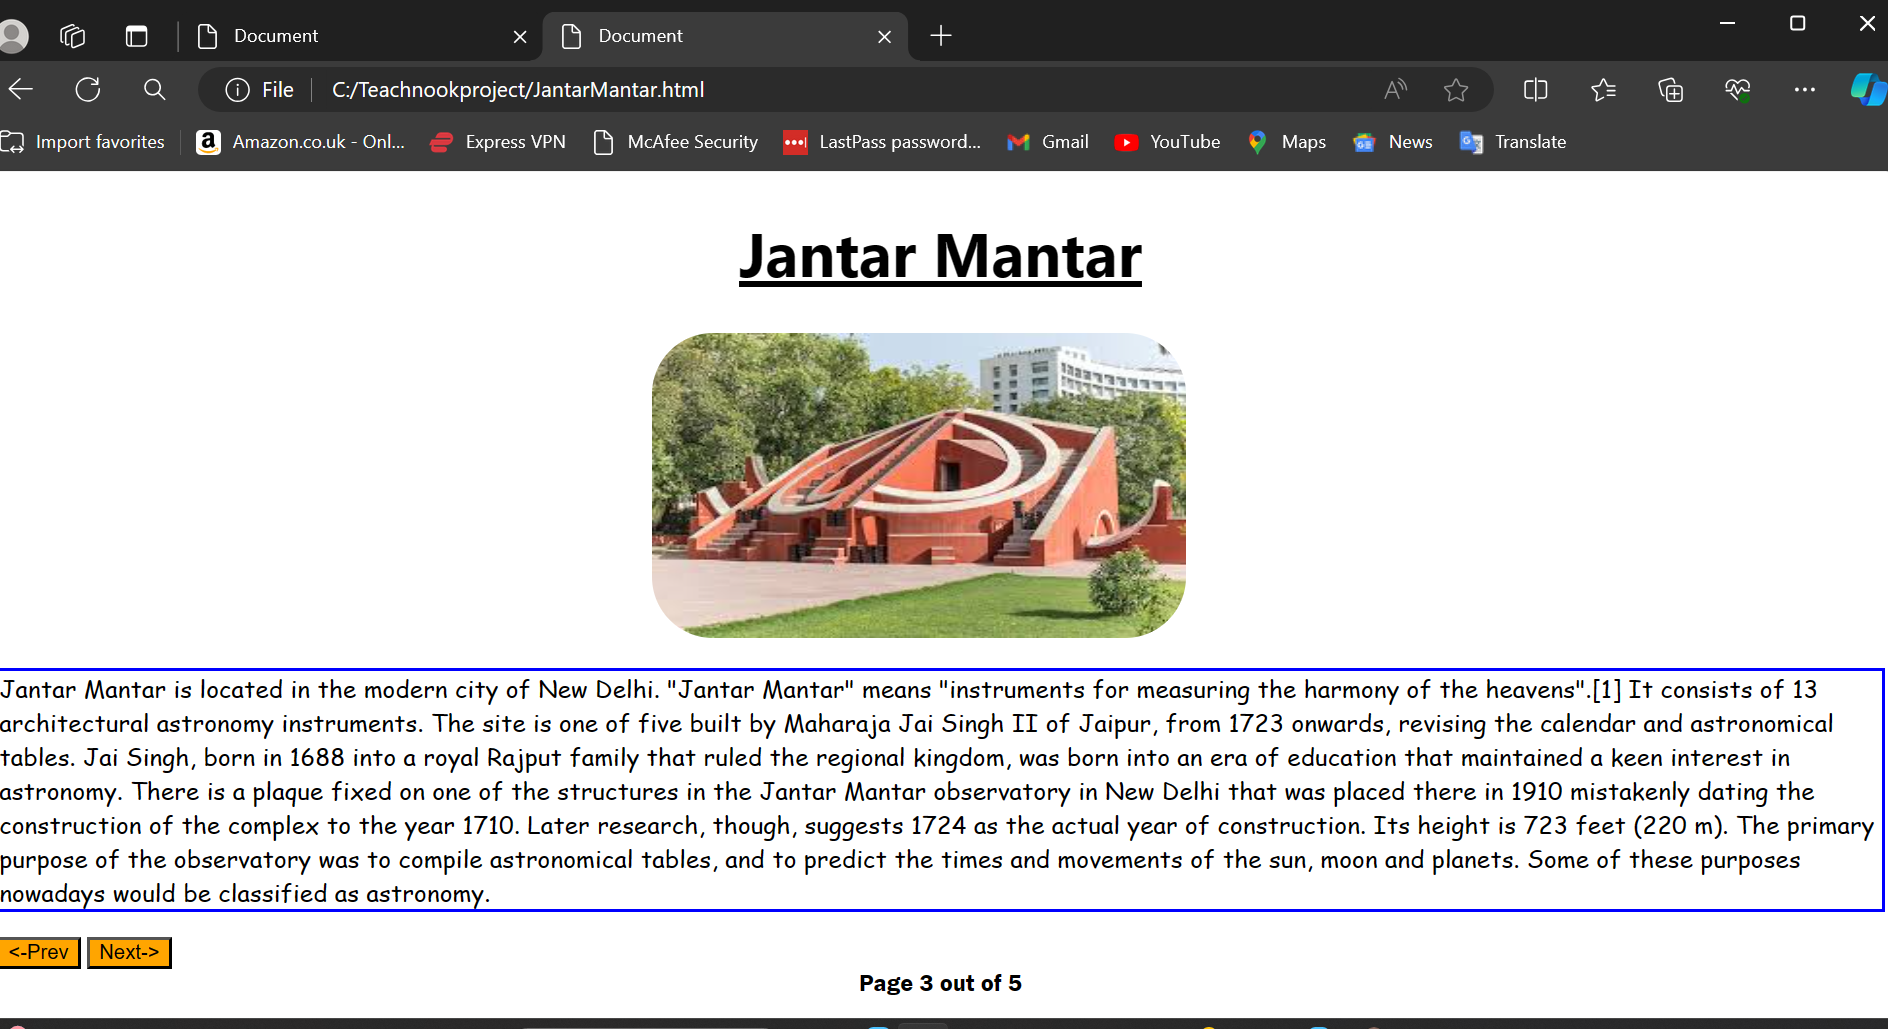 Document
Document
File
C:/Teachnookproject/JantarMantar.html
Import favorites
Amazon.co.uk - Onl...
Express VPN
McAfee Security
LastPass password...
Gmail
YouTube
Maps
News
Translate
Jantar Mantar
Jantar Mantar is located in the modern city of New Delhi. "Jantar Mantar" means "instruments for measuring the harmony of the heavens".[1] It consists of 13
architectural astronomy instruments. The site is one of five built by Maharaja Jai Singh II of Jaipur, from 1723 onwards, revising the calendar and astronomical
tables. Jai Singh, born in 1688 into a royal Rajput family that ruled the regional kingdom, was born into an era of education that maintained a keen interest in
astronomy. There is a plaque fixed on one of the structures in the Jantar Mantar observatory in New Delhi that was placed there in 1910 mistakenly dating the
construction of the complex to the year 1710. Later research, though, suggests 1724 as the actual year of construction. Its height is 723 feet (220 m). The primary
purpose of the observatory was to compile astronomical tables, and to predict the times and movements of the sun, moon and planets. Some of these purposes
nowadays would be classified as astronomy.
<-Prev
Next->
Page 3 out of 5